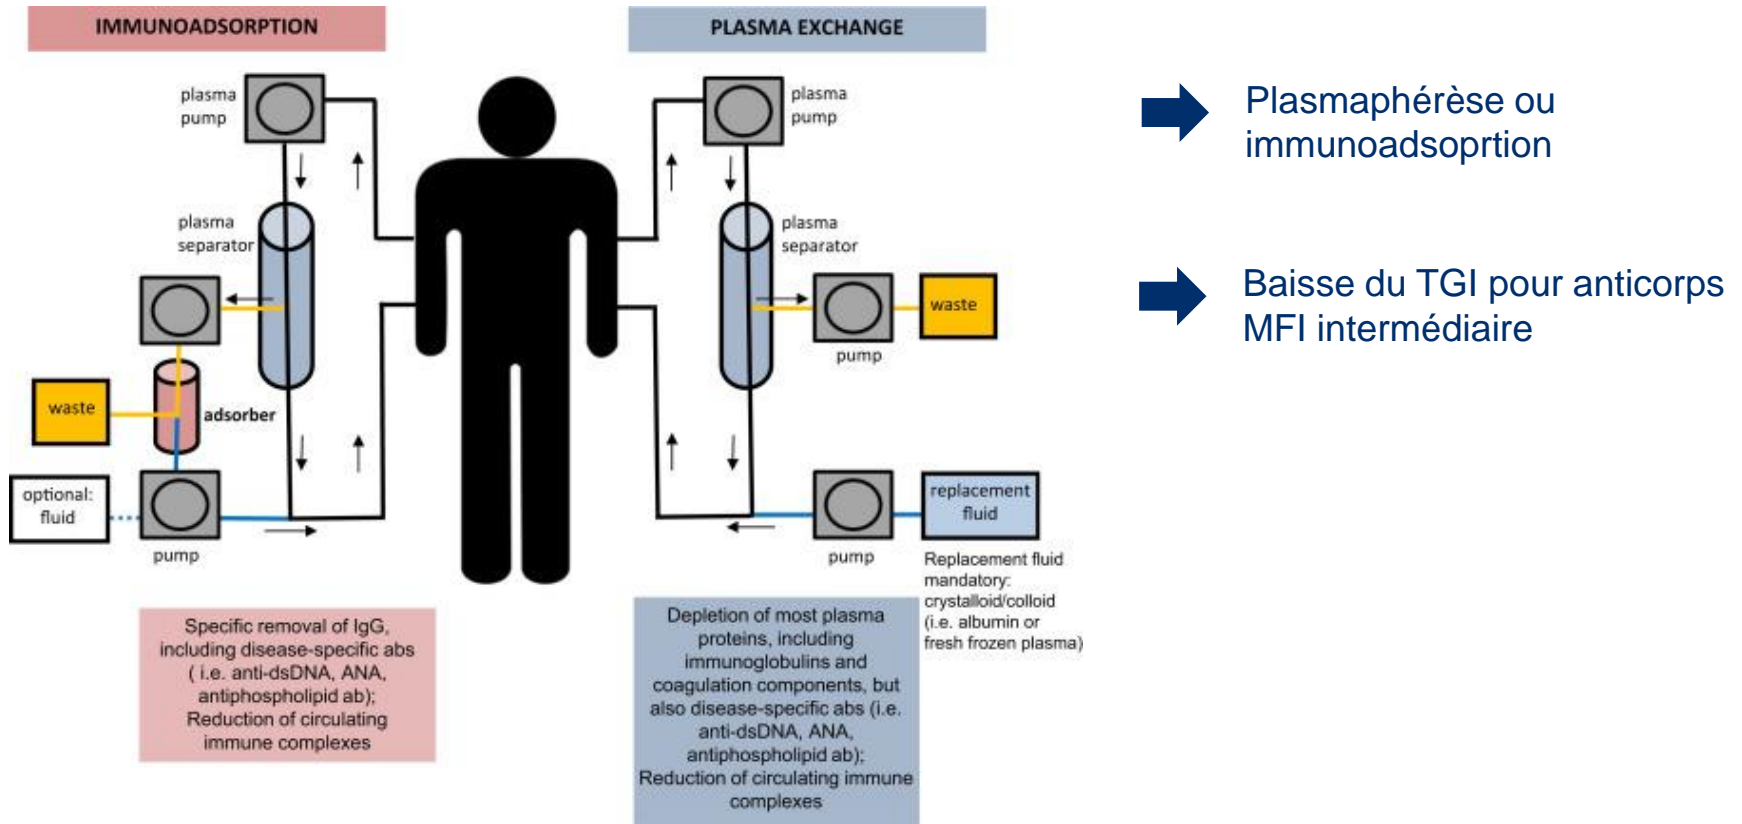 IMMUNOADSORPTION
plasma
pump
plasma
separator
waste
adsorber
optional:
fluid
pump
Specific removal of IgG,
including disease-specific abs
( i.e. anti-dsDNA, ANA,
antiphospholipid ab);
Reduction of circulating
immune complexes
PLASMA EXCHANGE
plasma
pump
plasma
separator
waste
pump
replacement
fluid
pump
Replacement fluid
mandatory:
crystalloid/colloid
(i.e. albumin or
fresh frozen plasma)
Depletion of most plasma
proteins, including
immunoglobulins and
coagulation components, but
also disease-specific abs (i.e.
anti-dsDNA, ANA,
antiphospholipid ab);
Reduction of circulating immune
complexes
Plasmaphérèse ou
immunoadsoprtion
Baisse du TGI pour anticorps
MFI intermédiaire